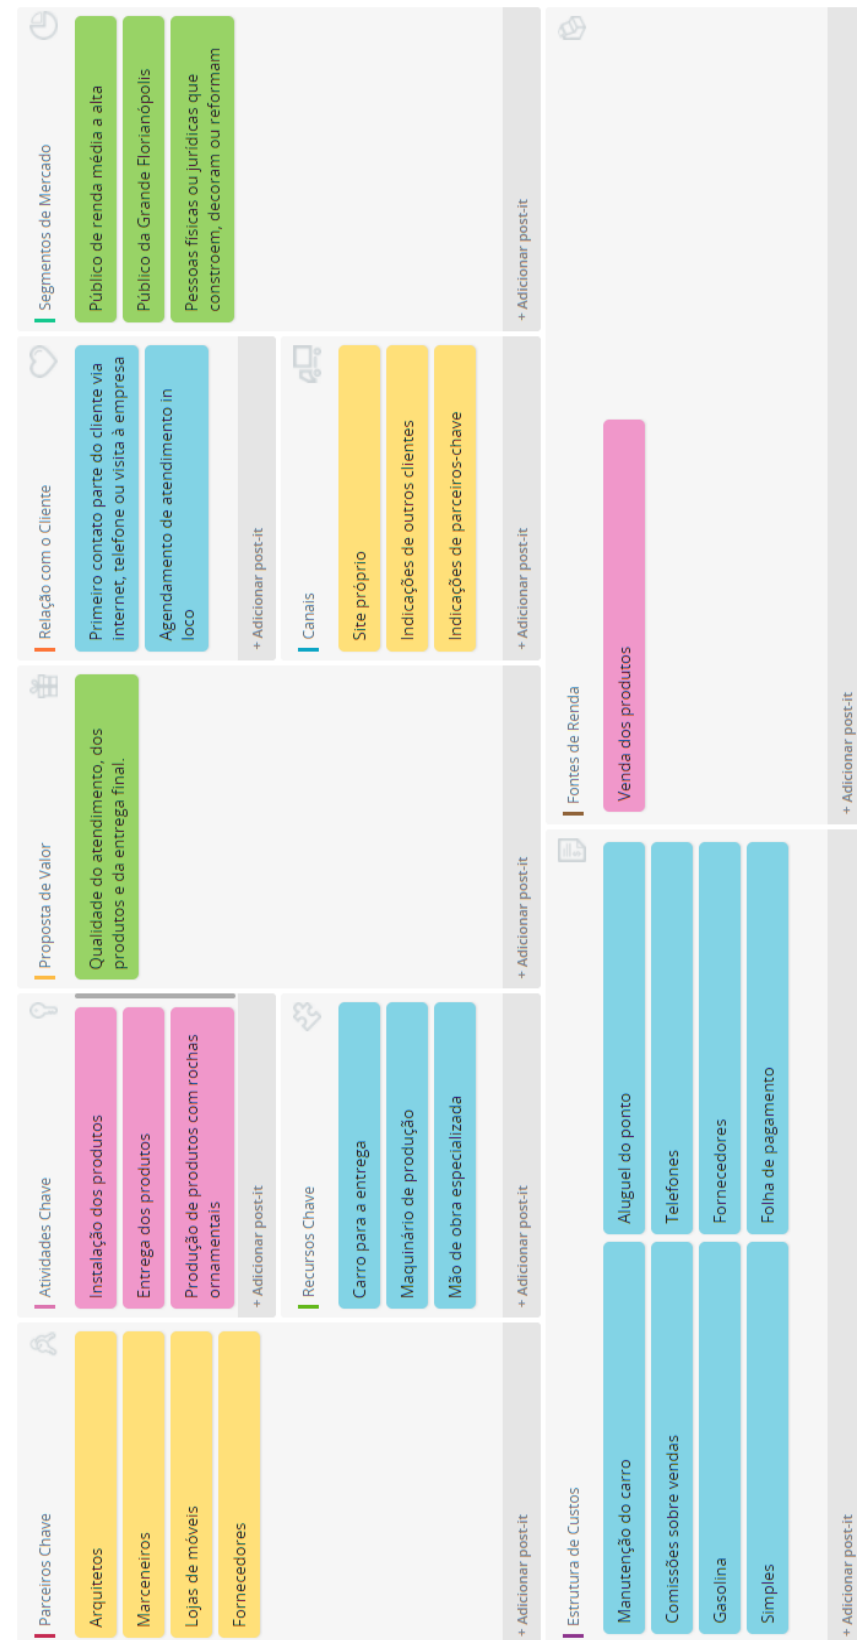 Parceiros Chave
Arquitetos
Marceneiros
Lojas de móveis
Fornecedores
+ Adicionar post-it
Atividades Chave
Instalação dos produtos
Entrega dos produtos
Produção de produtos com rochas
ornamentais
+ Adicionar post-it
Recursos Chave
Carro para a entrega
Maquinário de produção
Mão de obra especializada
+ Adicionar post-it
Proposta de Valor
Qualidade do atendimento, dos
produtos e da entrega final.
+ Adicionar post-it
Relação com o Cliente
Primeiro contato parte do cliente via
internet, telefone ou visita à empresa
Agendamento de atendimento in
loco
+ Adicionar post-it
Canais
Site próprio
Indicações de outros clientes
Indicações de parceiros-chave
+ Adicionar post-it
Segmentos de Mercado
Público de renda média a alta
Público da Grande Florianópolis
Pessoas físicas ou jurídicas que
constroem, decoram ou reformam
+ Adicionar post-it
Estrutura de Custos
Manutenção do carro
Aluguel do ponto
Comissões sobre vendas
Telefones
Gasolina
Fornecedores
Simples
Folha de pagamento
+ Adicionar post-it
Fontes de Renda
Venda dos produtos
+ Adicionar post-it